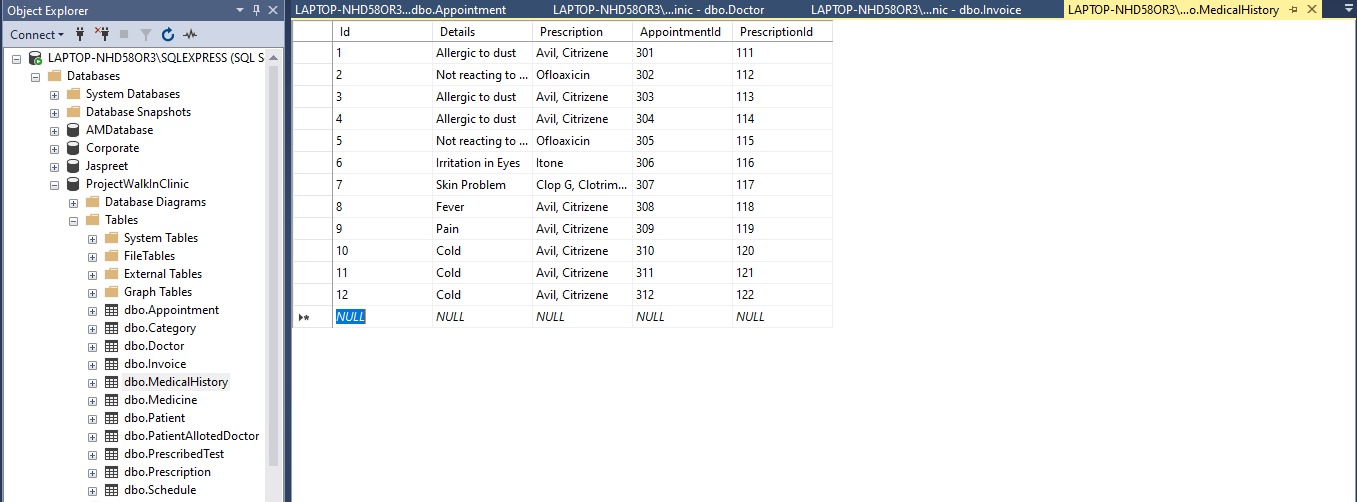 Object Explorer
Connect
LAPTOP-NHD58OR3\SQLEXPRESS (SQL S
Databases
System Databases
Database Snapshots
AMDatabase
Corporate
Jaspreet
ProjectWalkInClinic
Database Diagrams
Tables
System Tables
FileTables
External Tables
Graph Tables
dbo.Appointment
dbo.Category
dbo.Doctor
dbo.Invoice
dbo.MedicalHistory
dbo.Medicine
dbo.Patient
dbo.PatientAllotedDoctor
dbo.PrescribedTest
dbo.Prescription
dbo.Schedule
LAPTOP-NHD58OR3...dbo.Appointment LAPTOP-NHD58OR3\...inic - dbo.Doctor LAPTOP-NHD58OR3\...nic - dbo.Invoice LAPTOP-NHD58OR3\...o.MedicalHistory
Id Details Prescription AppointmentId PrescriptionId
1 Allergic to dust Avil, Citrizene 301 111
2 Not reacting to ... Ofloaxicin 302 112
3 Allergic to dust Avil, Citrizene 303 113
4 Allergic to dust Avil, Citrizene 304 114
5 Not reacting to ... Ofloaxicin 305 115
6 Irritation in Eyes Itone 306 116
7 Skin Problem Clop G, Clotrim... 307 117
8 Fever Avil, Citrizene 308 118
9 Pain Avil, Citrizene 309 119
10 Cold Avil, Citrizene 310 120
11 Cold Avil, Citrizene 311 121
12 Cold Avil, Citrizene 312 122
NULL NULL NULL NULL NULL